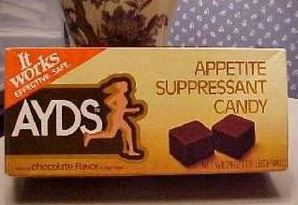 It
works
EFFECTIVE SAFE
AYDS
APPETITE
SUPPRESSANT
CANDY
chocolate flavor